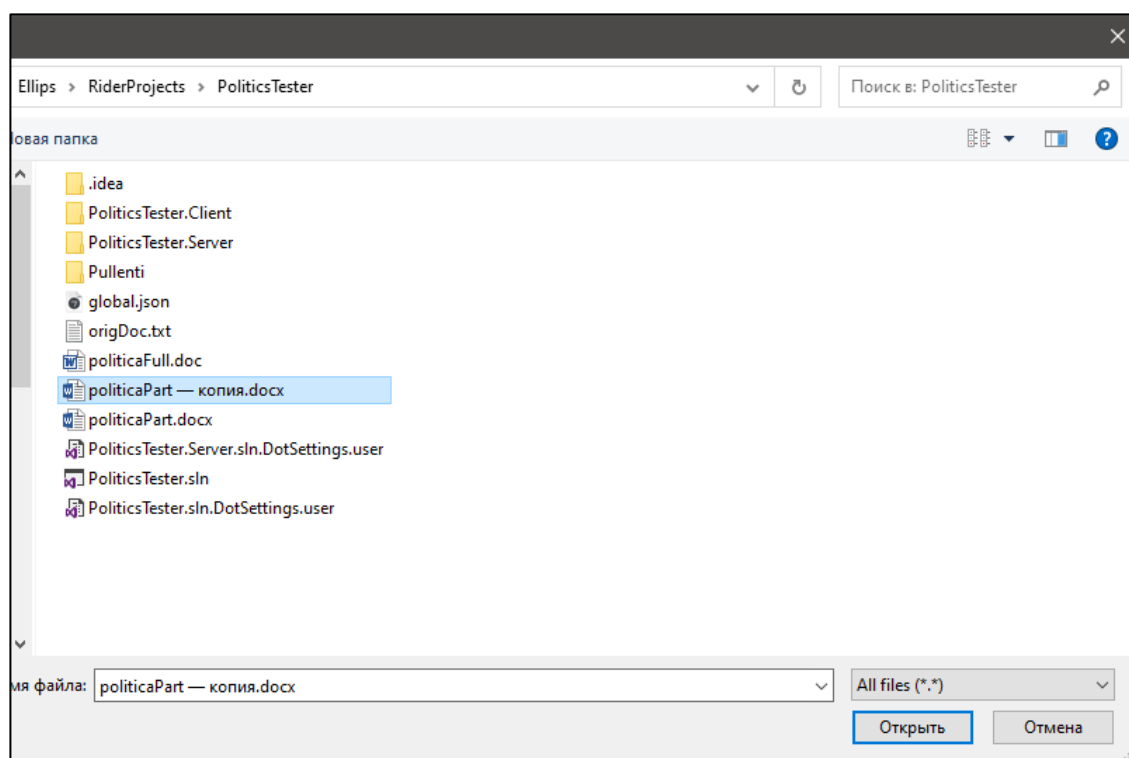 Ellips > RiderProjects > PoliticsTester Поиск в: PoliticsTester
овая папка
.idea
PoliticsTester.Client
PoliticsTester.Server
Pullenti
global.json
origDoc.txt
politicaFull.doc
politicaPart — копия.docx
politicaPart.docx
PoliticsTester.Server.sln.DotSettings.user
PoliticsTester.sln
PoliticsTester.sln.DotSettings.user
мя файла: politicaPart — копия.docx All files (*.*)
Открыть Отмена